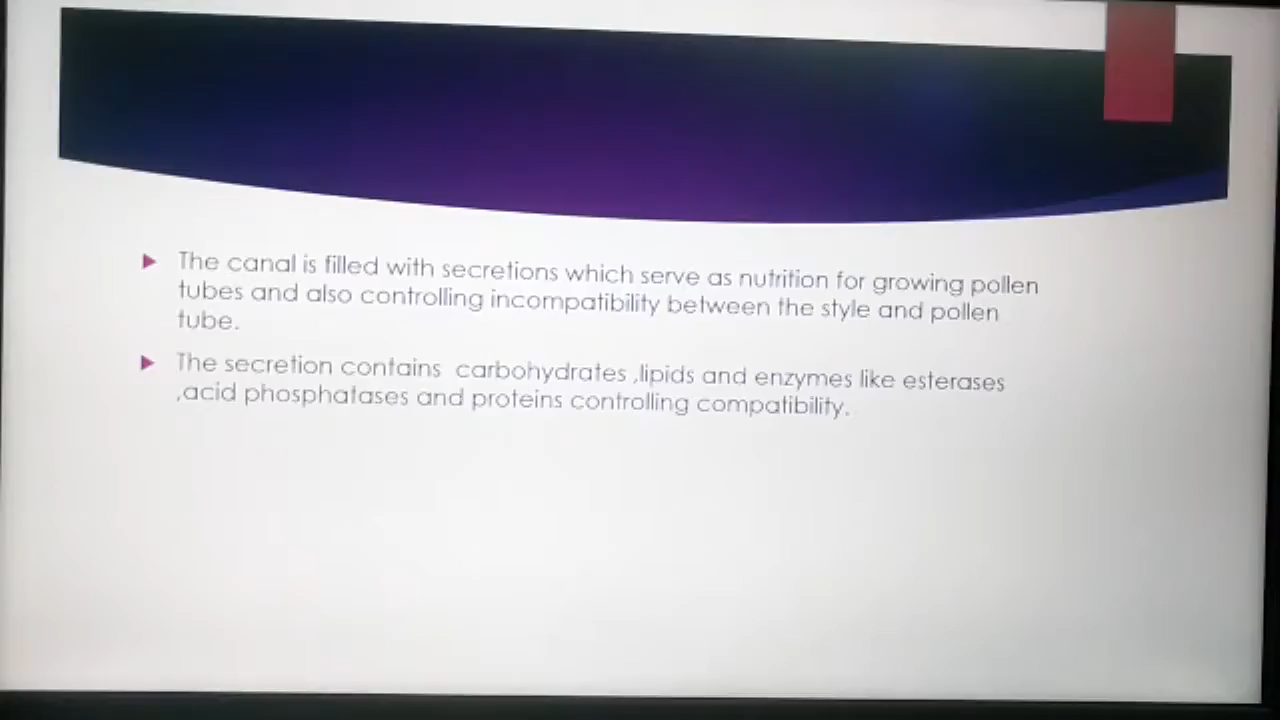 The canal is filled with secretions which serve as nutrition for growing pollen
tubes and also controlling incompatibility between the style and pollen
tube.
The secretion contains carbohydrates ,lipids and enzymes like esterases
,acid phosphatases and proteins controlling compatibility.